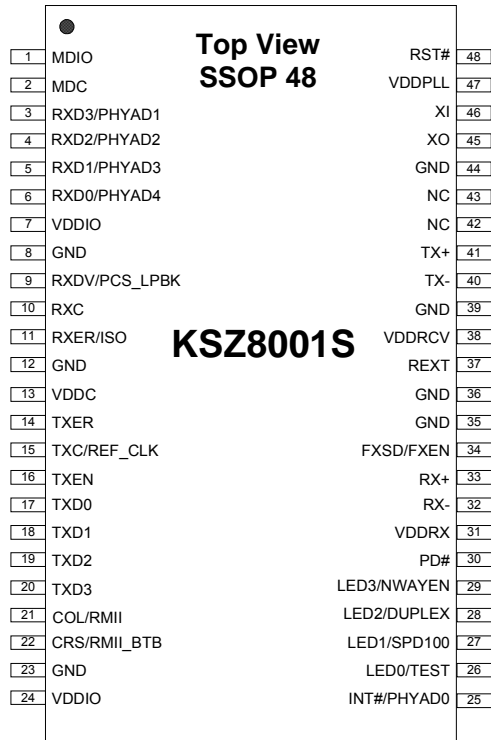 Top View
SSOP 48
KSZ8001S
1 MDIO
2 MDC
3 RXD3/PHYAD1
4 RXD2/PHYAD2
5 RXD1/PHYAD3
6 RXD0/PHYAD4
7 VDDIO
8 GND
9 RXDV/PCS_LPBK
10 RXC
11 RXER/ISO
12 GND
13 VDDC
14 TXER
15 TXC/REF_CLK
16 TXEN
17 TXD0
18 TXD1
19 TXD2
20 TXD3
21 COL/RMII
22 CRS/RMII_BTB
23 GND
24 VDDIO
RST# 48
VDDPLL 47
XI 46
XO 45
GND 44
NC 43
NC 42
TX+ 41
TX- 40
GND 39
VDDRCV 38
REXT 37
GND 36
GND 35
FXSD/FXEN 34
RX+ 33
RX- 32
VDDRX 31
PD# 30
LED3/NWAYEN 29
LED2/DUPLEX 28
LED1/SPD100 27
LED0/TEST 26
INT#/PHYAD0 25